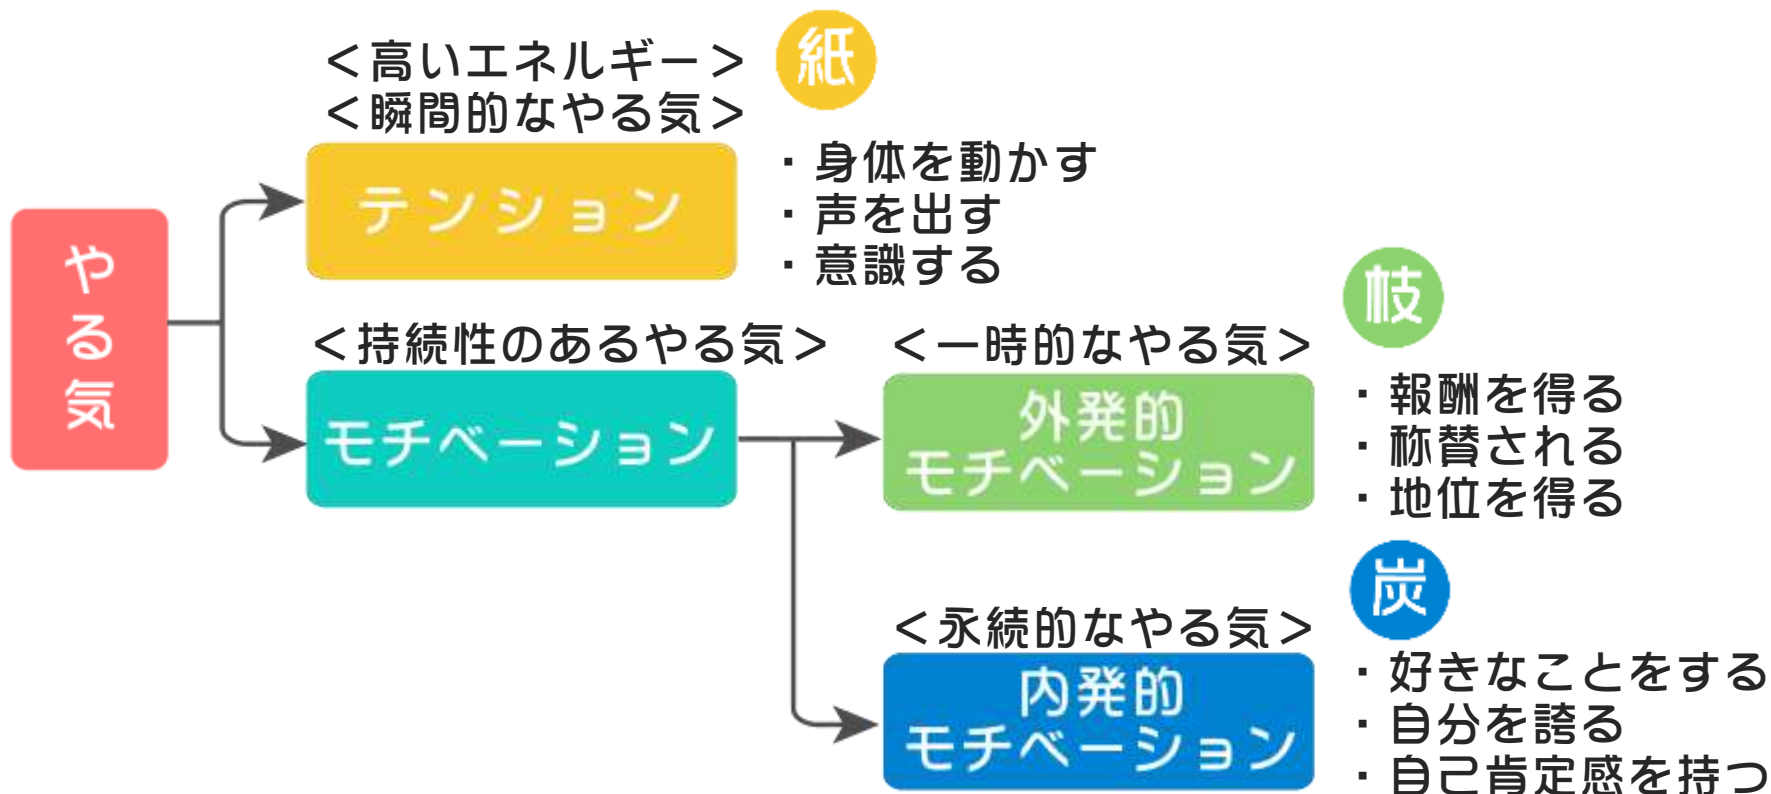 やる気
<高いエネルギー>
<瞬間的なやる気>
テンション
紙
・身体を動かす
・声を出す
・意識する
<持続性のあるやる気>
モチベーション
<一時的なやる気>
外発的
モチベーション
枝
・報酬を得る
・称賛される
・地位を得る
<永続的なやる気>
内発的
モチベーション
炭
・好きなことをする
・自分を誇る
・自己肯定感を持つ